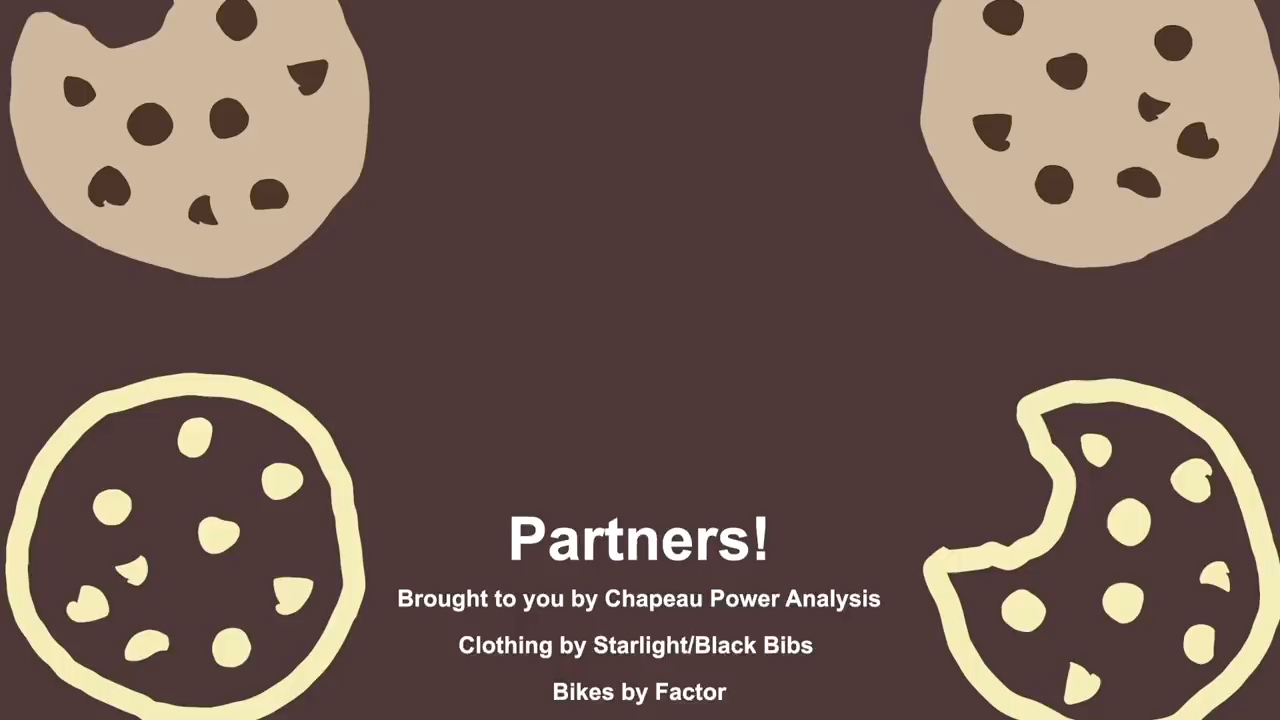 Partners!
Brought to you by Chapeau Power Analysis
Clothing by Starlight/Black Bibs
Bikes by Factor